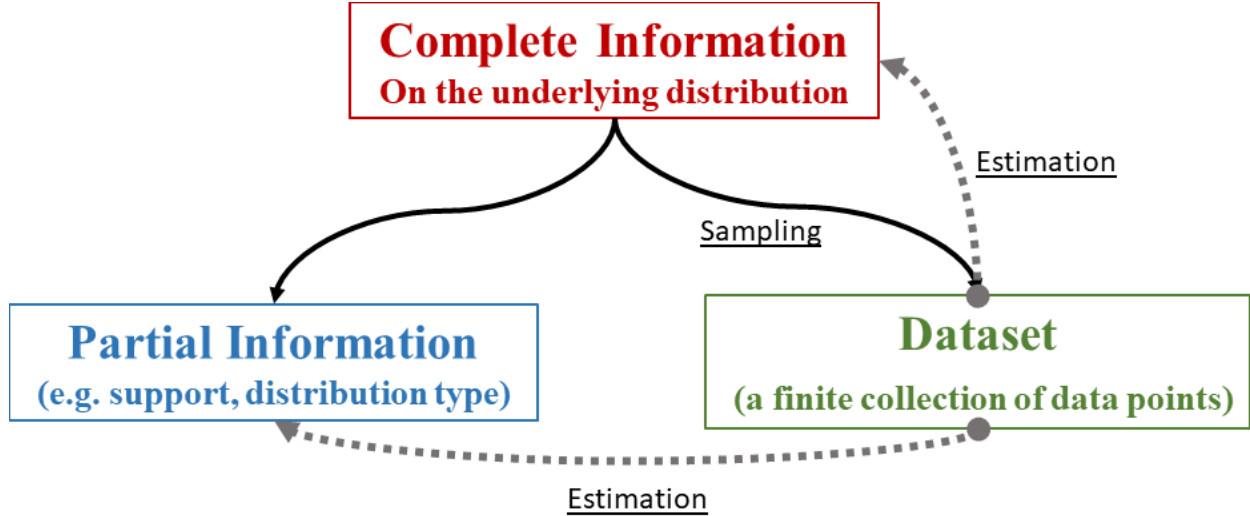 Complete Information
On the underlying distribution
Estimation
Sampling
Partial Information
(e.g. support, distribution type)
Dataset
(a finite collection of data points)
Estimation